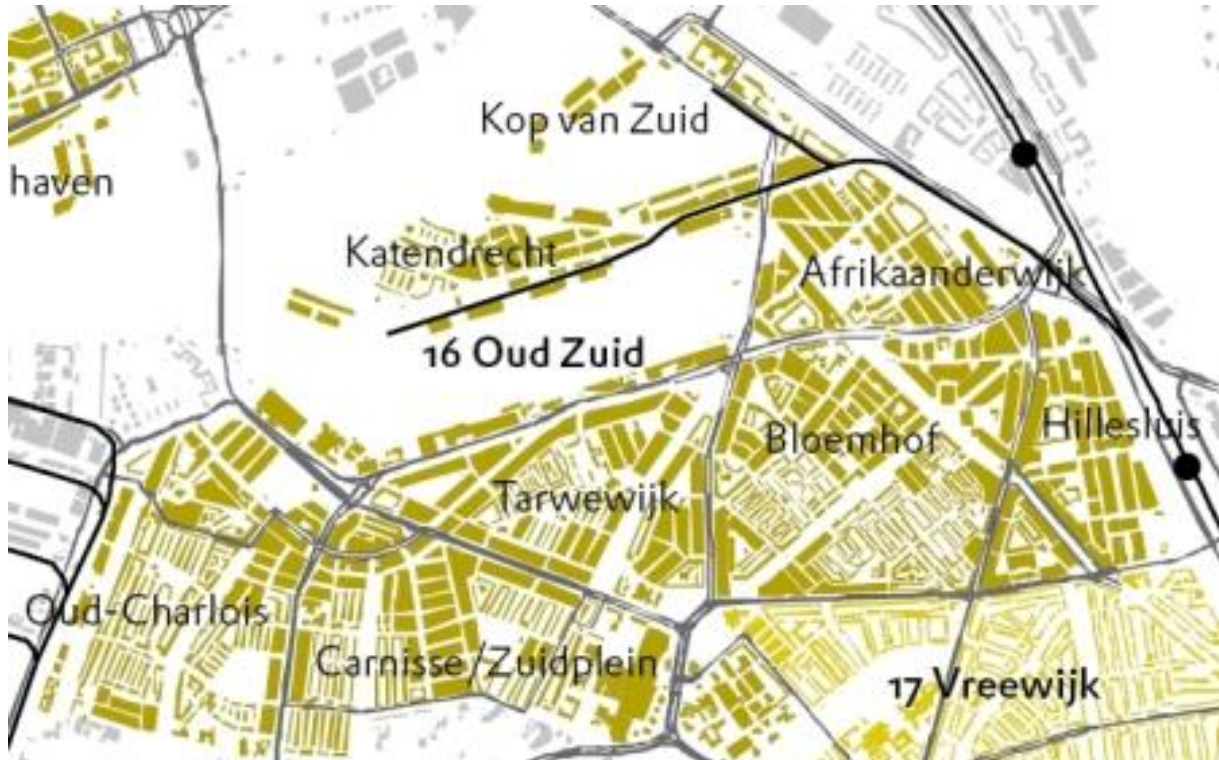 Kop van Zuid
haven
Katendrecht
Afrikaanderwijk
16 Oud Zuid
Hillesluis
Bloemhof
Tarwewijk
Oud-Charlois
Carnisse/Zuidplein
17 Vreewijk